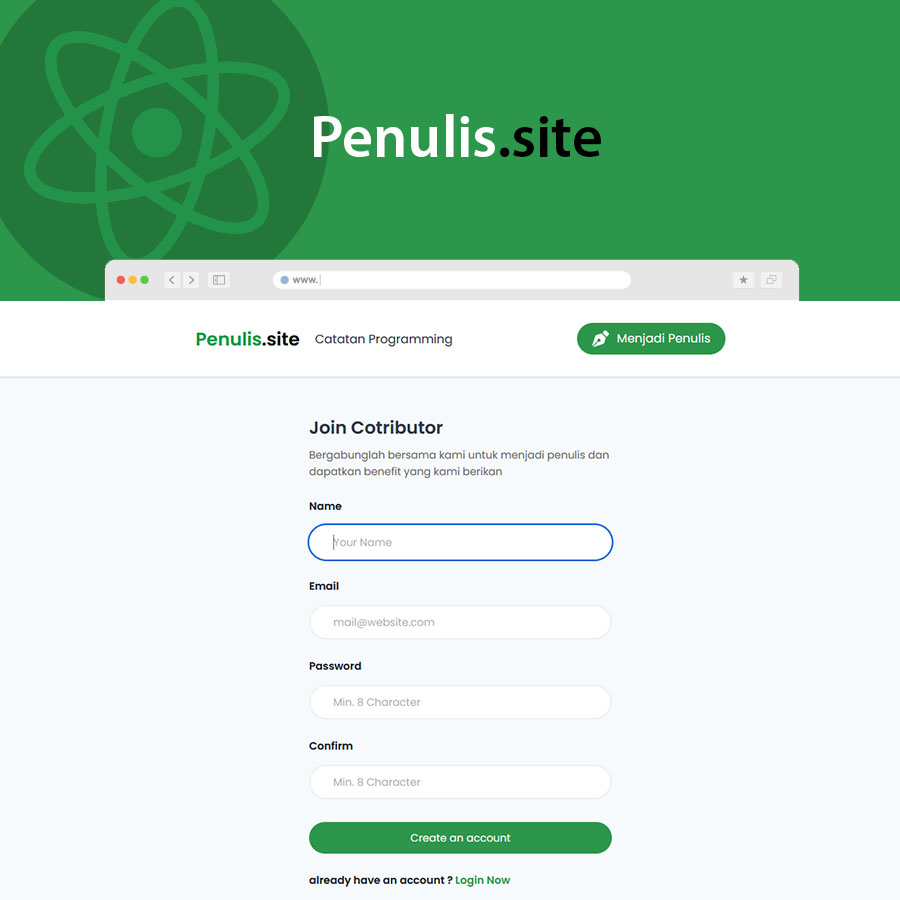 Penulis.site
www.
Penulis.site Catatan Programming Menjadi Penulis
Join Cotributor
Bergabunglah bersama kami untuk menjadi penulis dan
dapatkan benefit yang kami berikan
Name
Your Name
Email
mail@website.com
Password
Min. 8 Character
Confirm
Min. 8 Character
Create an account
already have an account ? Login Now